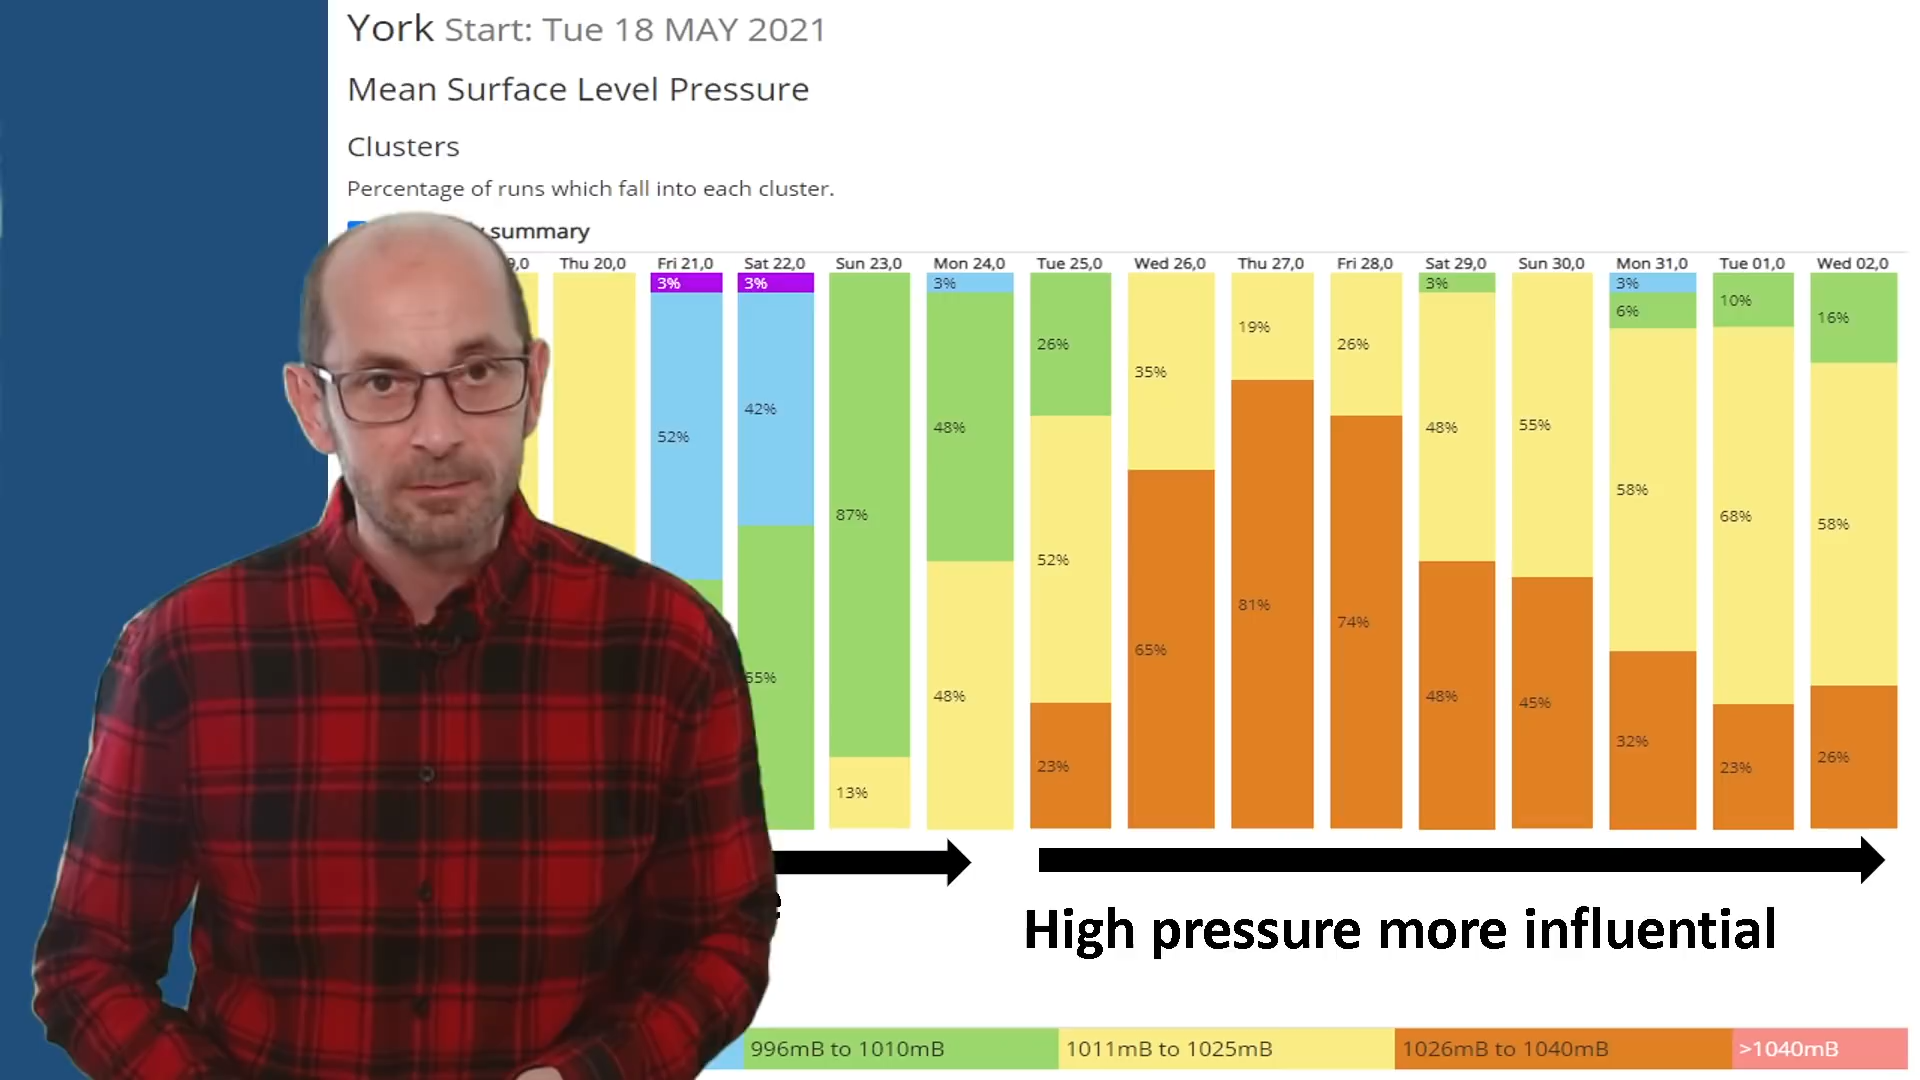 York Start: Tue 18 MAY 2021
Mean Surface Level Pressure
Clusters
Percentage of runs which fall into each cluster.
summary
Thu 20,0 Fri 21,0 Sat 22,0 Sun 23,0 Mon 24,0 Tue 25,0 Wed 26,0 Thu 27,0 Fri 28,0 Sat 29,0 Sun 30,0 Mon 31,0 Tue 01,0 Wed 02,0
3% 3% 3% 3% 3%
10%
6%
16%
19%
26% 26%
35%
42%
48% 48% 55%
52%
58%
87% 68% 58%
52%
81%
74%
65%
55%
48% 48% 45%
32%
23% 23% 26%
13%
High pressure more influential
996mB to 1010mB 1011mB to 1025mB 1026mB to 1040mB >1040mB